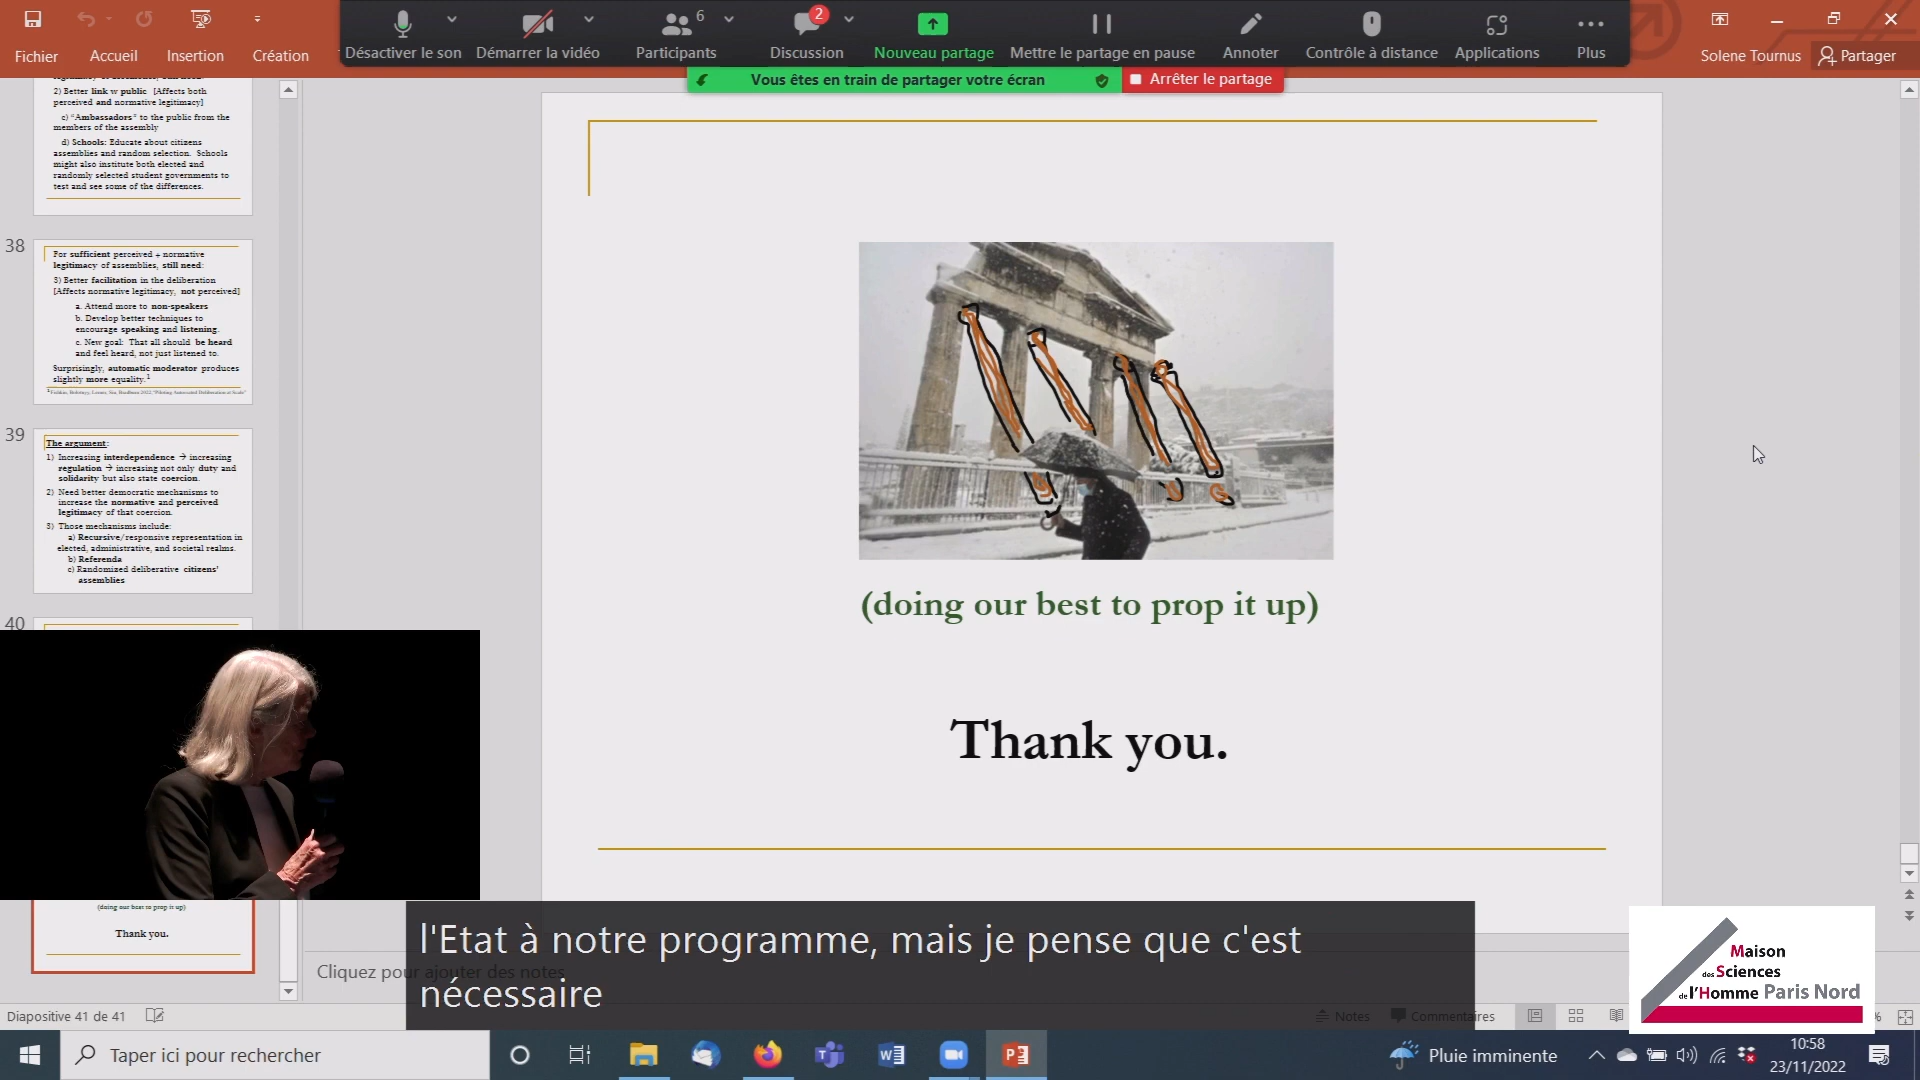 6
2
Désactiver le son
Démarrer la vidéo
Participants
Discussion
Nouveau partage
Mettre le partage en pause
Annoter
Contrôle à distance
Applications
Plus
Fichier
Accueil
Insertion
Création
Solene Tournus
Partager
Vous êtes en train de partager votre écran
Arrêter le partage
2) Better link w public [Affects both
perceived and normative legitimacy]
c) "Ambassadors" to the public from the
members of the assembly
d) Schools: Educate about citizens
assemblies and random selection. Schools
might also institute both elected and
randomly selected student governments to
test and see some of the differences.
38
For sufficient perceived + normative
legitimacy of assemblies, still need:
3) Better facilitation in the deliberation
[Affects normative legitimacy, not perceived]
a. Attend more to non-speakers
b. Develop better techniques to
encourage speaking and listening.
c. New goal: That all should be heard
and feel heard, not just listened to.
Surprisingly, automatic moderator produces
slightly more equality.1
39
The argument:
1) Increasing interdependence → increasing
regulation → increasing not only duty and
solidarity but also state coercion.
2) Need better democratic mechanisms to
increase the normative and perceived
legitimacy of that coercion.
3) Those mechanisms include:
a) Recursive/responsive representation in
elected, administrative, and societal realms.
b) Referenda
c) Randomized deliberative citizens'
assemblies
40
(doing our best to prop it up)
Thank you.
(doing our best to prop it up)
Thank you.
l'Etat à notre programme, mais je pense que c'est
nécessaire
Cliquez pour ajouter des notes
Maison
des Sciences
de l'Homme Paris Nord
Diapositive 41 de 41
Notes
Commentaires
%
Taper ici pour rechercher
Pluie imminente
10:58
23/11/2022